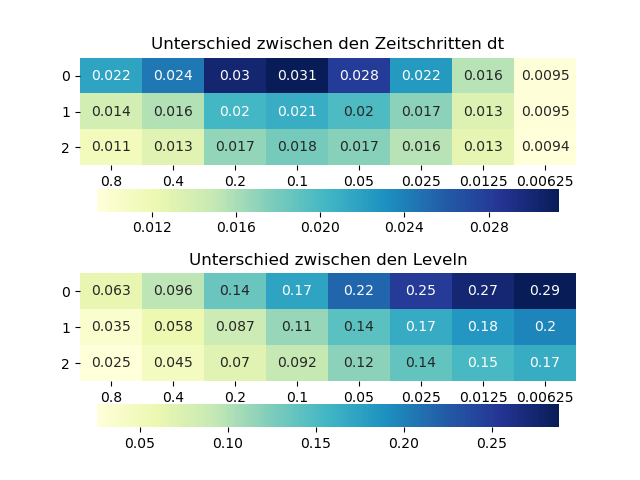 Unterschied zwischen den Zeitschritten dt
0 0.022 0.024 0.03 0.031 0.028 0.022 0.016 0.0095
1 0.014 0.016 0.02 0.021 0.02 0.017 0.013 0.0095
2 0.011 0.013 0.017 0.018 0.017 0.016 0.013 0.0094
0.8 0.4 0.2 0.1 0.05 0.025 0.0125 0.00625
0.012 0.016 0.020 0.024 0.028
Unterschied zwischen den Leveln
0 0.063 0.096 0.14 0.17 0.22 0.25 0.27 0.29
1 0.035 0.058 0.087 0.11 0.14 0.17 0.18 0.2
2 0.025 0.045 0.07 0.092 0.12 0.14 0.15 0.17
0.8 0.4 0.2 0.1 0.05 0.025 0.0125 0.00625
0.05 0.10 0.15 0.20 0.25